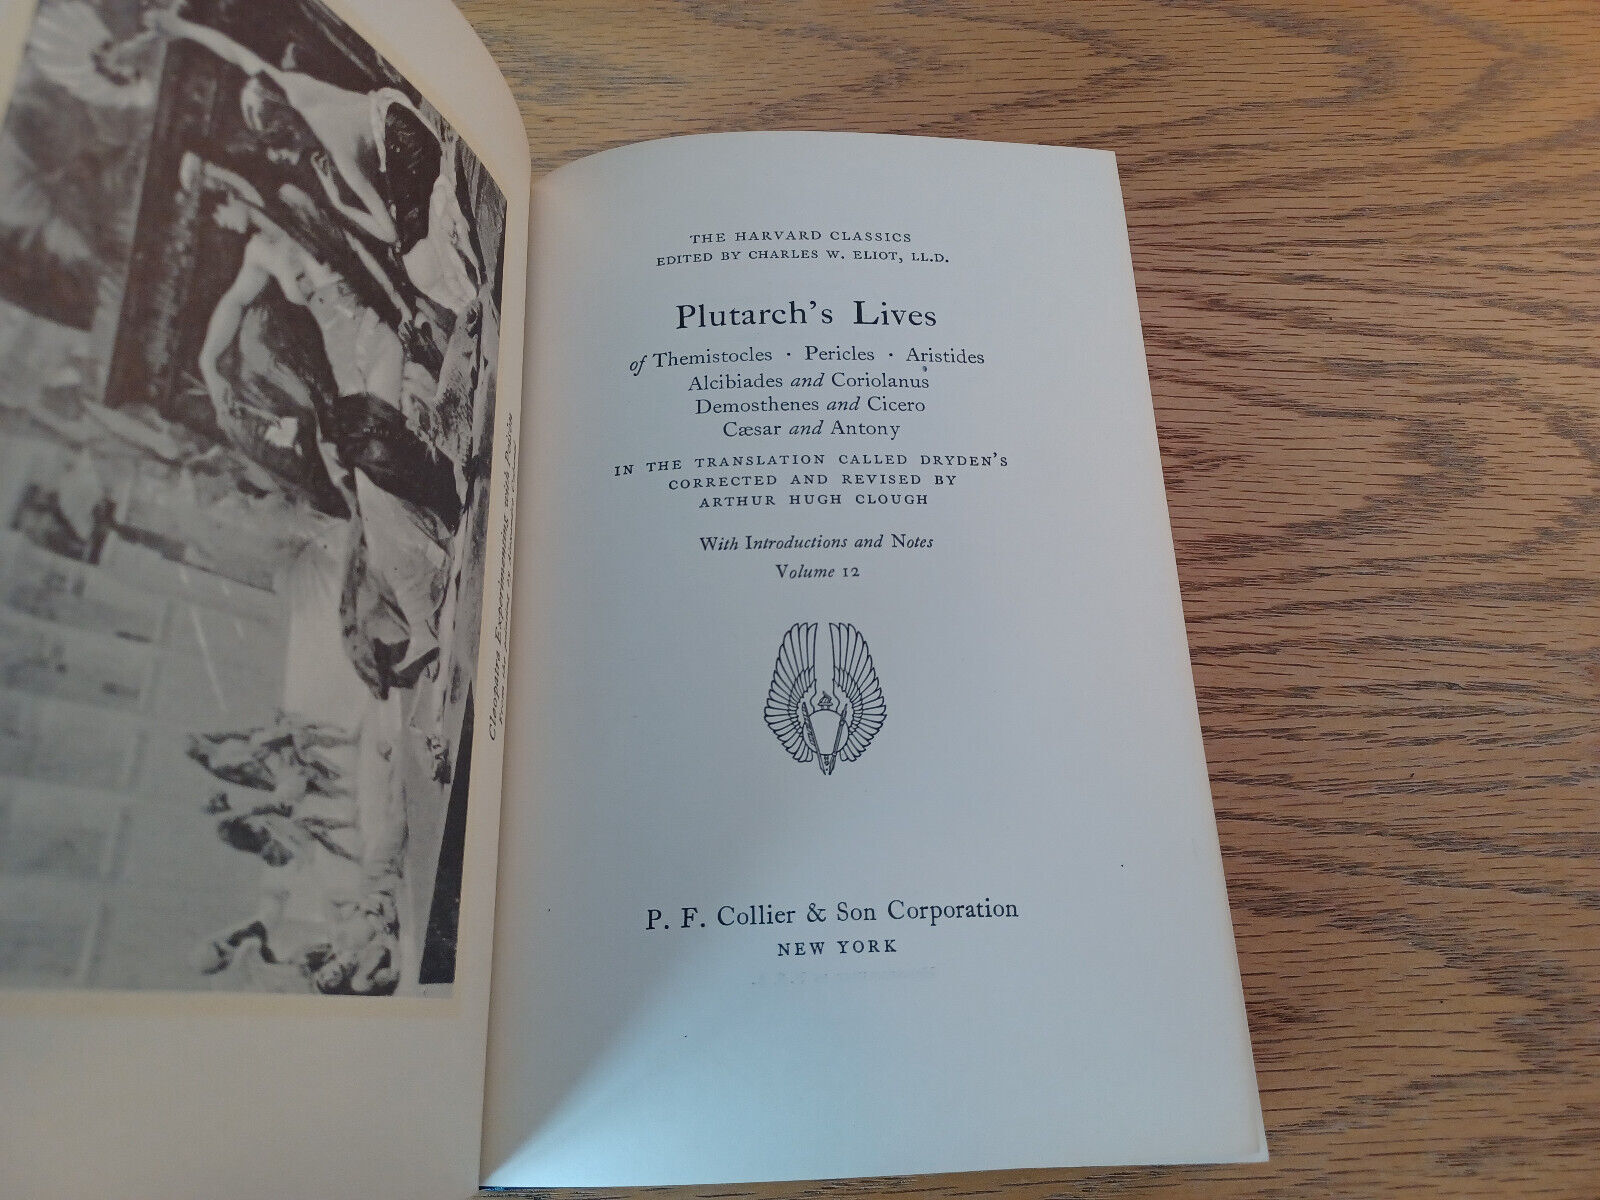 Cleopatra Experimenting with Poisons
From the
THE HARVARD CLASSICS
EDITED BY CHARLES W. ELIOT, LL.D.
Plutarch's Lives
of Themistocles · Pericles · Aristides
Alcibiades and Coriolanus
Demosthenes and Cicero
Cæsar and Antony
IN THE TRANSLATION CALLED DRYDEN'S
CORRECTED AND REVISED BY
ARTHUR HUGH CLOUGH
With Introductions and Notes
Volume 12
P. F. Collier & Son Corporation
NEW YORK